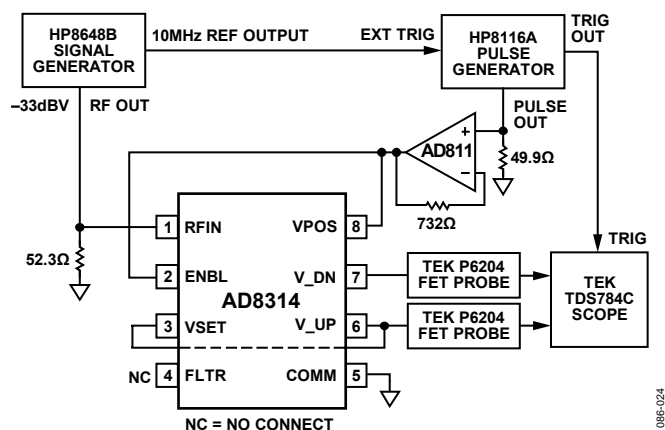 HP8648B
SIGNAL
GENERATOR
10MHz REF OUTPUT
EXT TRIG
HP8116A
PULSE
GENERATOR
TRIG
OUT
–33dBV
RF OUT
PULSE
OUT
+
AD811
–
49.9Ω
732Ω
52.3Ω
1 RFIN
VPOS 8
2 ENBL
V_DN 7
AD8314
3 VSET
V_UP 6
NC 4 FLTR
COMM 5
TEK P6204
FET PROBE
TEK P6204
FET PROBE
TRIG
TEK
TDS784C
SCOPE
NC = NO CONNECT
086-024